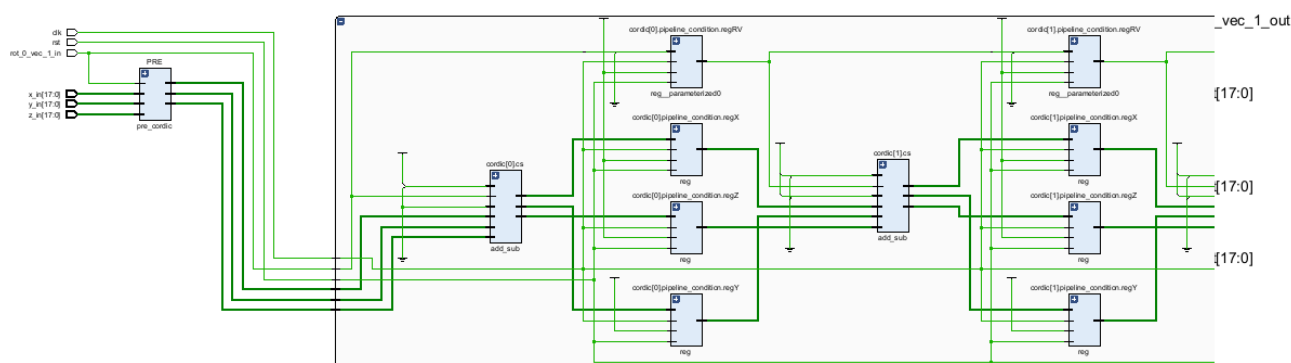 clk
rst
rot_0_vec_1_in
x_in[17:0]
y_in[17:0]
z_in[17:0]
PRE
pre_cordic
cordic[0].cs
add_sub
cordic[0].pipeline_condition.regRV
reg__parameterized0
cordic[0].pipeline_condition.regX
reg
cordic[0].pipeline_condition.regZ
reg
cordic[0].pipeline_condition.regY
reg
cordic[1].cs
add_sub
cordic[1].pipeline_condition.regRV
reg__parameterized0
cordic[1].pipeline_condition.regX
reg
cordic[1].pipeline_condition.regZ
reg
cordic[1].pipeline_condition.regY
reg
_vec_1_out
[17:0]
[17:0]
[17:0]